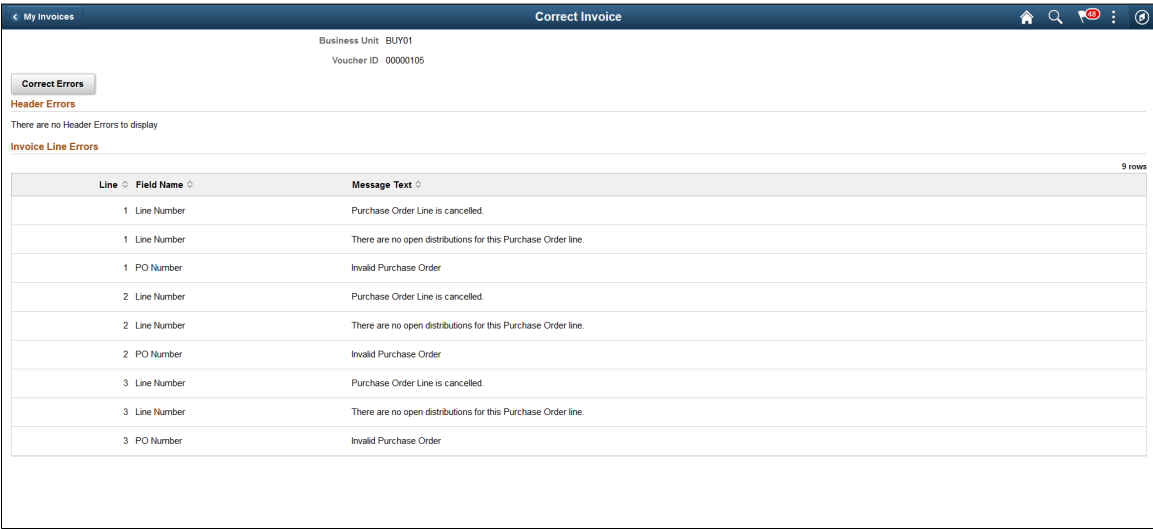 My Invoices
Correct Invoice
48
Business Unit BUY01
Voucher ID 00000105
Correct Errors
Header Errors
There are no Header Errors to display
Invoice Line Errors
9 rows
Line Field Name Message Text
1 Line Number Purchase Order Line is cancelled.
1 Line Number There are no open distributions for this Purchase Order line.
1 PO Number Invalid Purchase Order
2 Line Number Purchase Order Line is cancelled.
2 Line Number There are no open distributions for this Purchase Order line.
2 PO Number Invalid Purchase Order
3 Line Number Purchase Order Line is cancelled.
3 Line Number There are no open distributions for this Purchase Order line.
3 PO Number Invalid Purchase Order